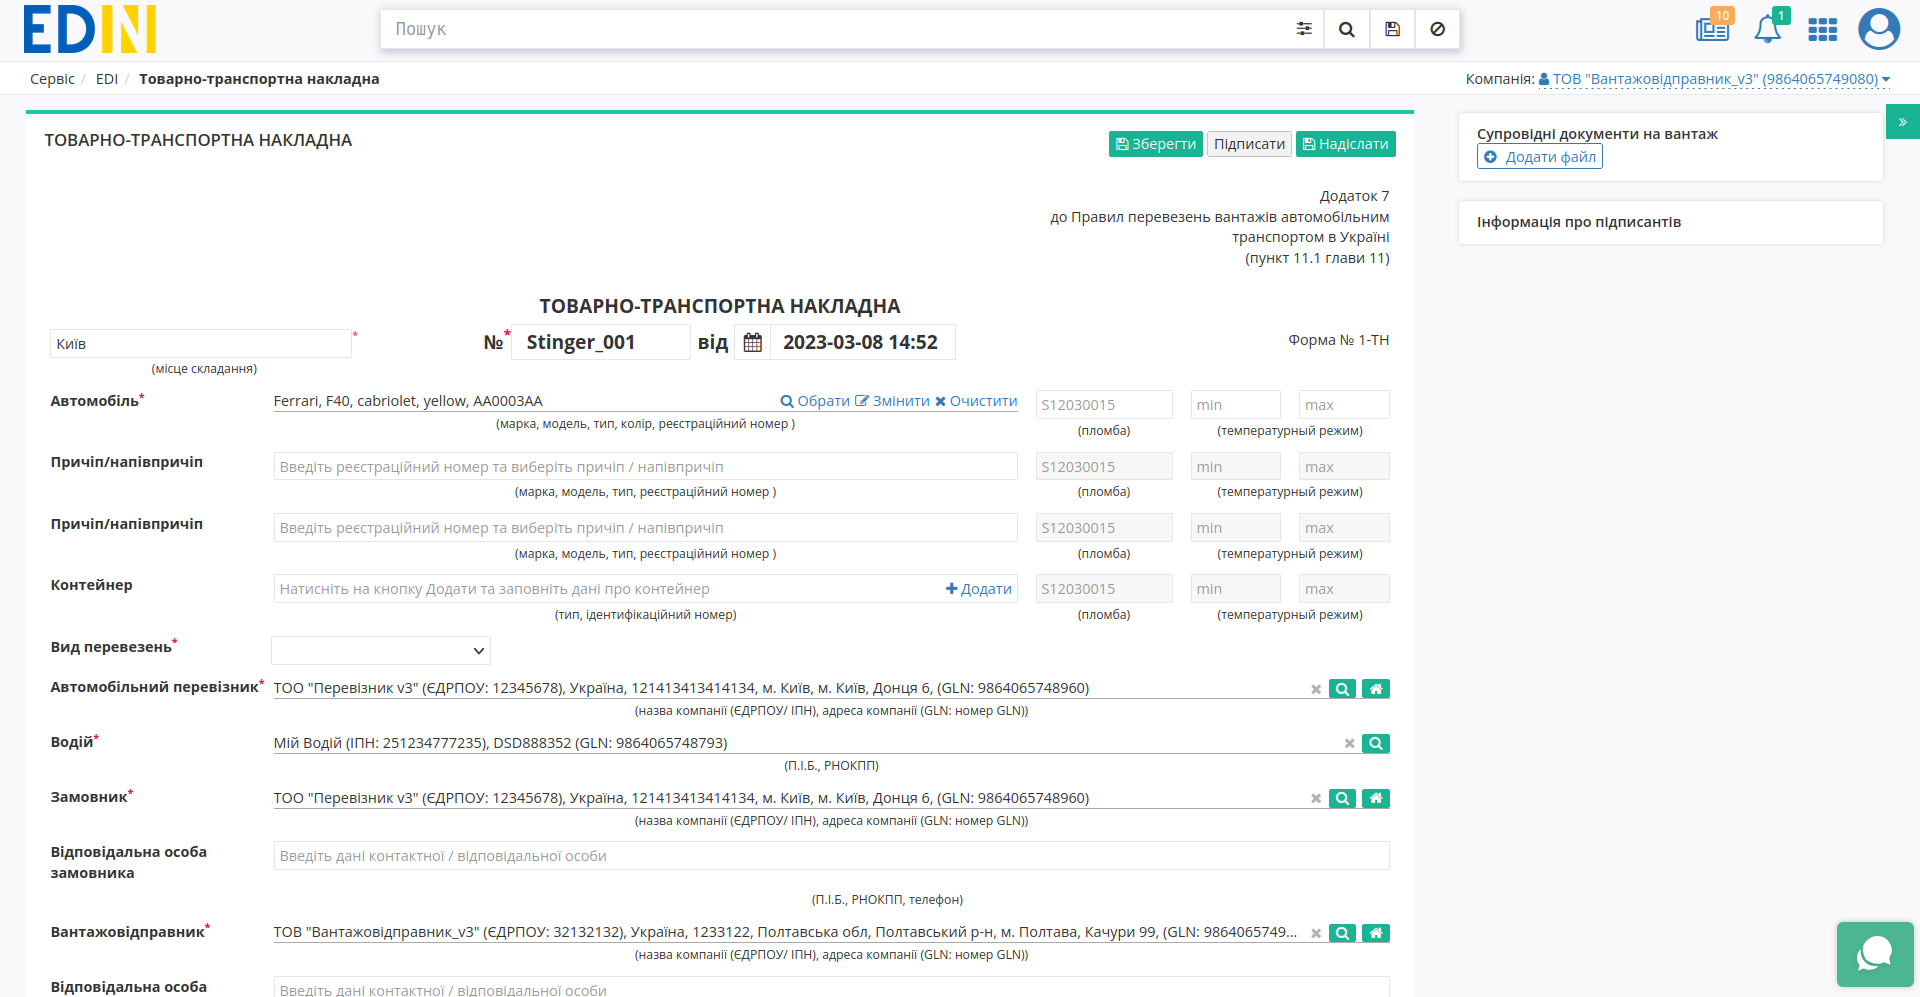 EDIN
Пошук
10
1
Сервіс / EDI / Товарно-транспортна накладна
Компанія: ТОВ "Вантажовідправник_v3" (9864065749080)
ТОВАРНО-ТРАНСПОРТНА НАКЛАДНА
Зберегти Підписати Надіслати
Супровідні документи на вантаж
Додати файл
»
Інформація про підписантів
Додаток 7
до Правил перевезень вантажів автомобільним
транспортом в Україні
(пункт 11.1 глави 11)
ТОВАРНО-ТРАНСПОРТНА НАКЛАДНА
Київ * №* Stinger_001 від 2023-03-08 14:52 Форма № 1-ТН
(місце складання)
Автомобіль* Ferrari, F40, cabriolet, yellow, AA0003AA Обрати Змінити Очистити S12030015 min max
(марка, модель, тип, колір, реєстраційний номер ) (пломба) (температурный режим)
Причіп/напівпричіп Введіть реєстраційний номер та виберіть причіп / напівпричіп S12030015 min max
(марка, модель, тип, реєстраційний номер ) (пломба) (температурный режим)
Причіп/напівпричіп Введіть реєстраційний номер та виберіть причіп / напівпричіп S12030015 min max
(марка, модель, тип, реєстраційний номер ) (пломба) (температурный режим)
Контейнер Натисніть на кнопку Додати та заповніть дані про контейнер Додати S12030015 min max
(тип, ідентифікаційний номер) (пломба) (температурный режим)
Вид перевезень*
Автомобільний перевізник* ТОО "Перевізник v3" (ЄДРПОУ: 12345678), Україна, 121413413414134, м. Київ, м. Київ, Донця 6, (GLN: 9864065748960)
(назва компанії (ЄДРПОУ/ ІПН), адреса компанії (GLN: номер GLN))
Водій* Мій Водій (ІПН: 251234777235), DSD888352 (GLN: 9864065748793)
(П.І.Б., РНОКПП)
Замовник* ТОО "Перевізник v3" (ЄДРПОУ: 12345678), Україна, 121413413414134, м. Київ, м. Київ, Донця 6, (GLN: 9864065748960)
(назва компанії (ЄДРПОУ/ ІПН), адреса компанії (GLN: номер GLN))
Відповідальна особа Введіть дані контактної / відповідальної особи
замовника
(П.І.Б., РНОКПП, телефон)
Вантажовідправник* ТОВ "Вантажовідправник_v3" (ЄДРПОУ: 32132132), Україна, 1233122, Полтавська обл, Полтавський р-н, м. Полтава, Качури 99, (GLN: 9864065749...
(назва компанії (ЄДРПОУ/ ІПН), адреса компанії (GLN: номер GLN))
Відповідальна особа Введіть дані контактної / відповідальної особи